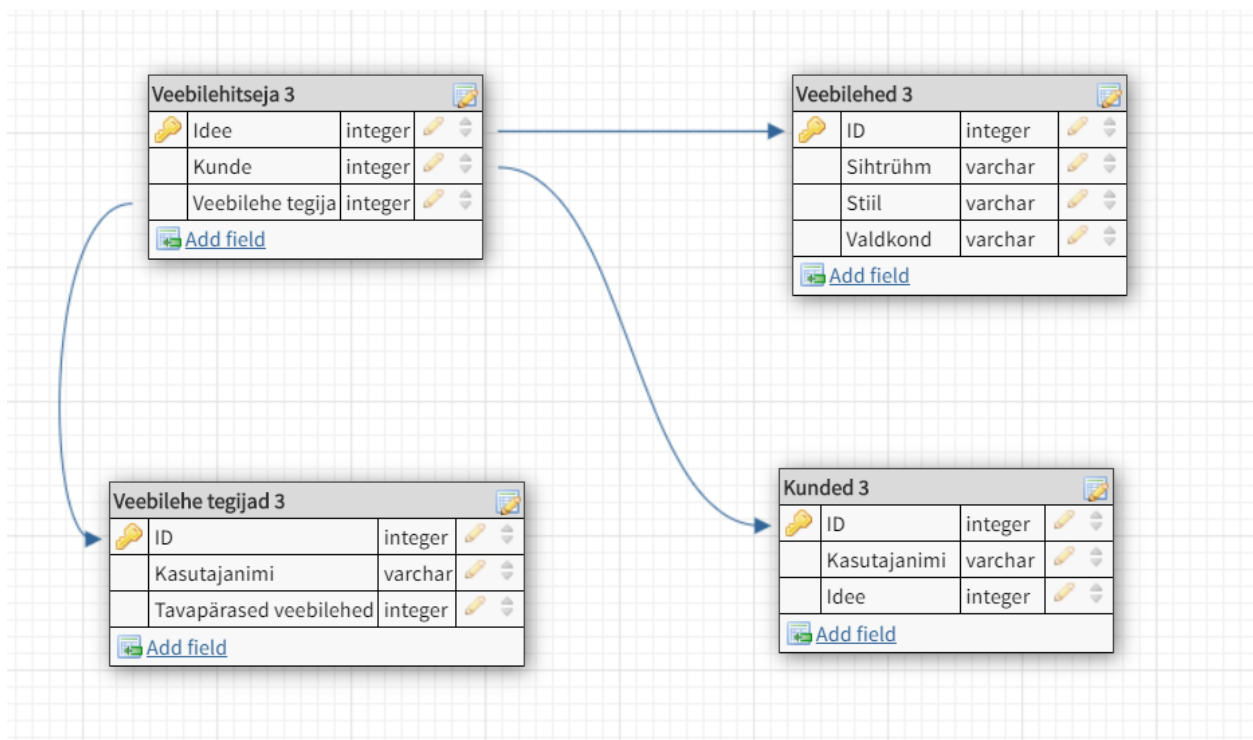 Veebilehitseja 3
Idee integer
Kunde integer
Veebilehe tegija integer
Add field
Veebilehed 3
ID integer
Sihtrühm varchar
Stiil varchar
Valdkond varchar
Add field
Veebilehe tegijad 3
ID integer
Kasutajanimi varchar
Tavapärased veebilehed integer
Add field
Kunded 3
ID integer
Kasutajanimi varchar
Idee integer
Add field